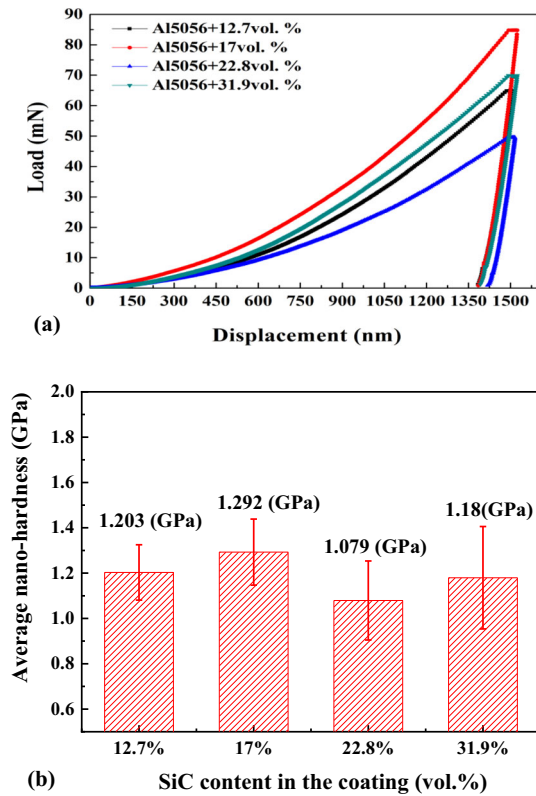 90
80
70
60
50
40
30
20
10
0
Load (mN)
Al5056+12.7vol. %
Al5056+17vol. %
Al5056+22.8vol. %
Al5056+31.9vol. %
0 150 300 450 600 750 900 1050 1200 1350 1500
Displacement (nm)
(a)
2.0
1.8
1.6
1.4
1.2
1.0
0.8
0.6
Average nano-hardness (GPa)
1.203 (GPa)
1.292 (GPa)
1.079 (GPa)
1.18(GPa)
12.7% 17% 22.8% 31.9%
(b)
SiC content in the coating (vol.%)